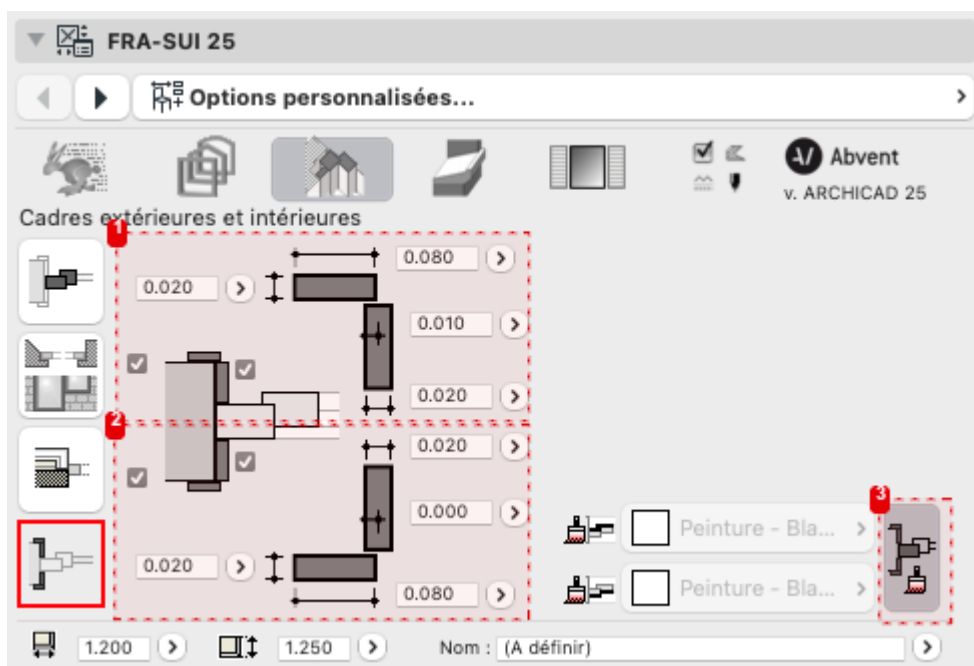 FRA-SUI 25
Options personnalisées...
Abvent
v. ARCHICAD 25
Cadres extérieures et intérieures
1
0.080
0.020
0.010
0.020
2
0.020
0.000
3
Peinture - Bla...
0.020
Peinture - Bla...
0.080
1.200
1.250
Nom : (A définir)